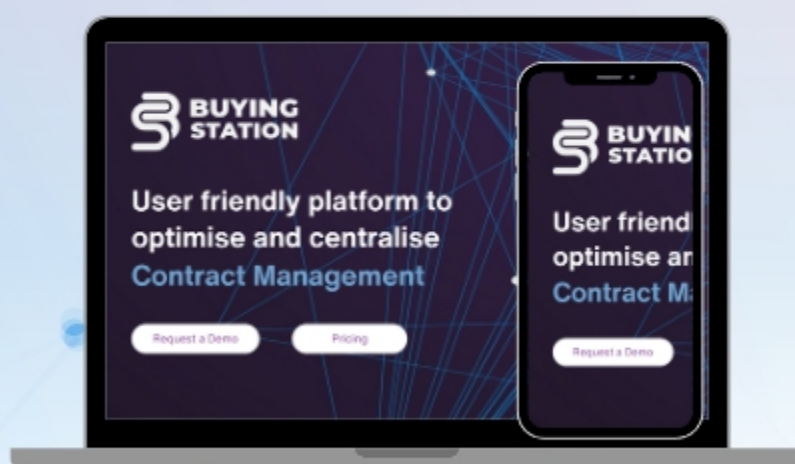 BUYING
STATION
User friendly platform to
optimise and centralise
Contract Management
Request a Demo
Pricing
BUYIN
STATIO
User friend
optimise an
Contract Ma
Request a Demo